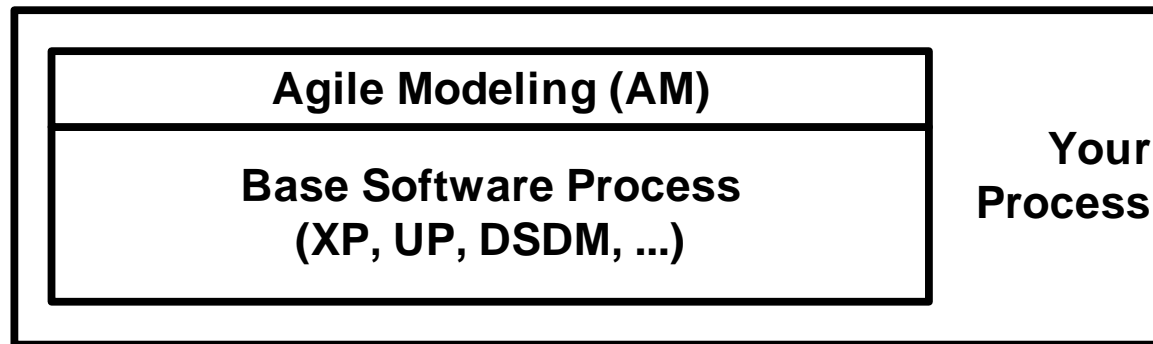 Agile Modeling (AM)
Base Software Process
(XP, UP, DSDM, ...)
Your
Process